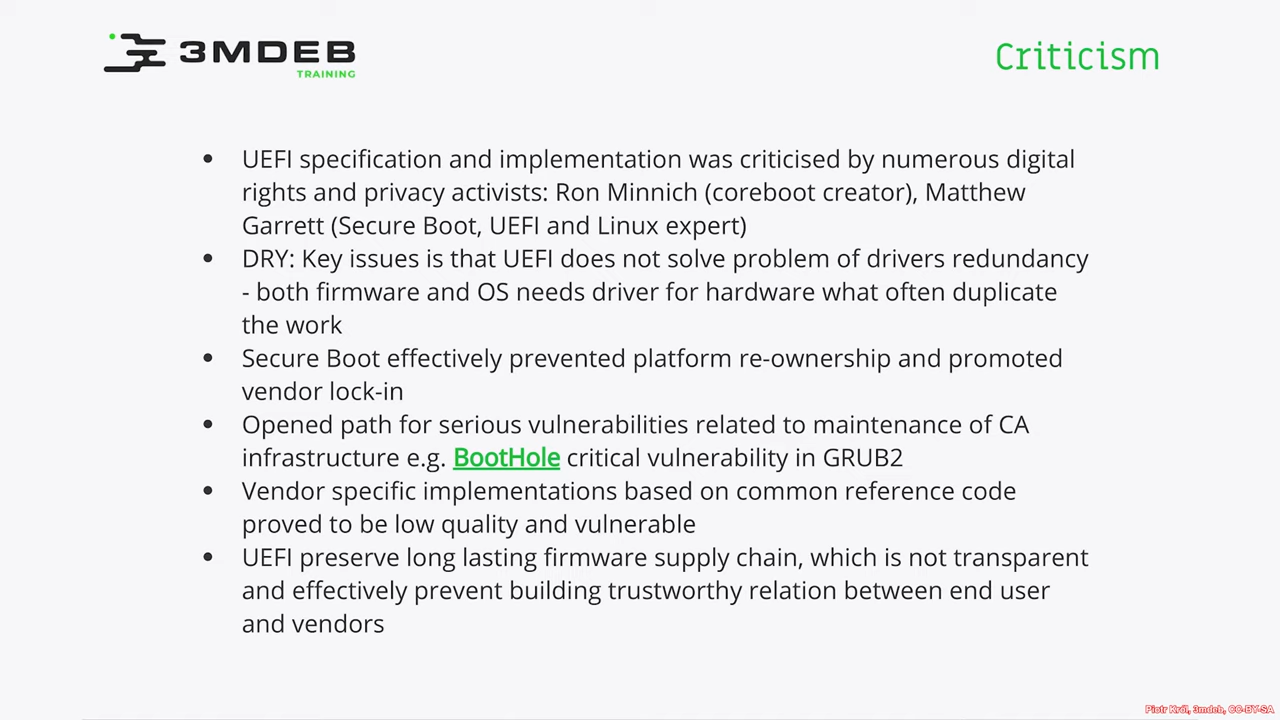 3MDEB
TRAINING
Criticism
• UEFI specification and implementation was criticised by numerous digital
rights and privacy activists: Ron Minnich (coreboot creator), Matthew
Garrett (Secure Boot, UEFI and Linux expert)
• DRY: Key issues is that UEFI does not solve problem of drivers redundancy
- both firmware and OS needs driver for hardware what often duplicate
the work
• Secure Boot effectively prevented platform re-ownership and promoted
vendor lock-in
• Opened path for serious vulnerabilities related to maintenance of CA
infrastructure e.g. BootHole critical vulnerability in GRUB2
• Vendor specific implementations based on common reference code
proved to be low quality and vulnerable
• UEFI preserve long lasting firmware supply chain, which is not transparent
and effectively prevent building trustworthy relation between end user
and vendors
Piotr Król, 3mdeb, CC-BY-SA